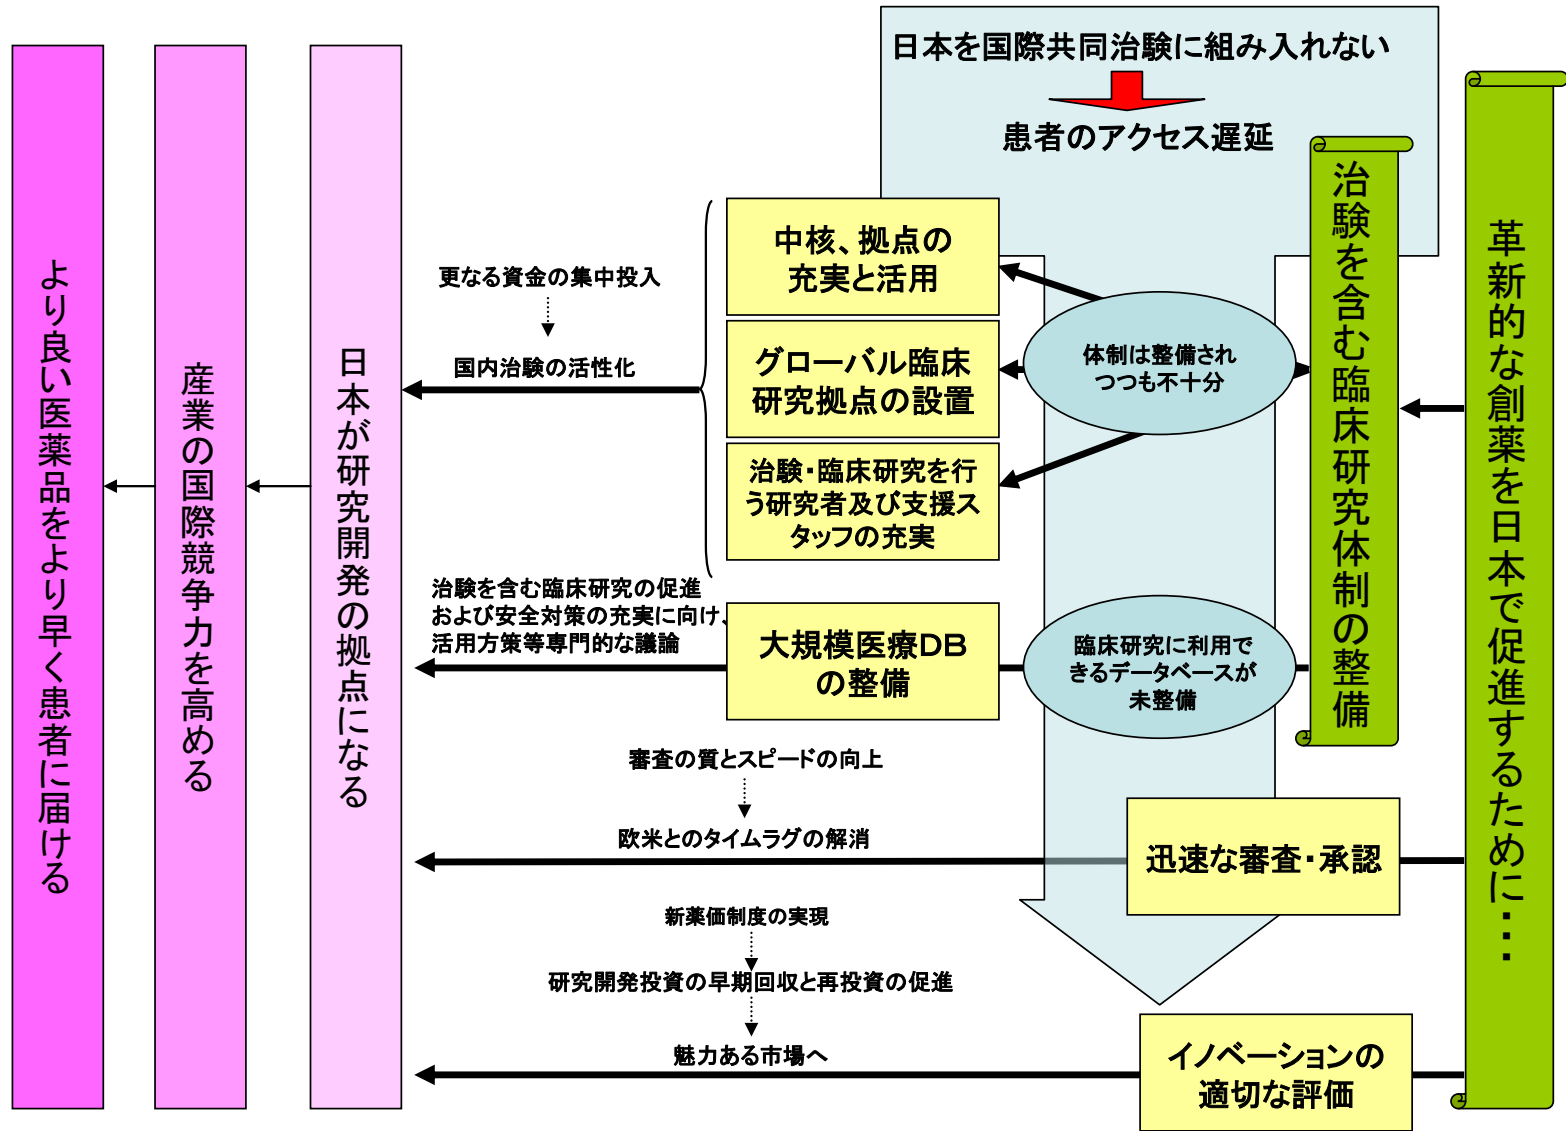 日本を国際共同治験に組み入れない
患者のアクセス遅延
革新的な創薬を日本で促進するために・・・
治験を含む臨床研究体制の整備
中核、拠点の
充実と活用
グローバル臨床
研究拠点の設置
治験・臨床研究を行
う研究者及び支援ス
タッフの充実
体制は整備され
つつも不十分
更なる資金の集中投入
国内治験の活性化
治験を含む臨床研究の促進
および安全対策の充実に向け、
活用方策等専門的な議論
大規模医療DB
の整備
臨床研究に利用で
きるデータベースが
未整備
審査の質とスピードの向上
欧米とのタイムラグの解消
迅速な審査・承認
新薬価制度の実現
研究開発投資の早期回収と再投資の促進
魅力ある市場へ
イノベーションの
適切な評価
日本が研究開発の拠点になる
産業の国際競争力を高める
より良い医薬品をより早く患者に届ける